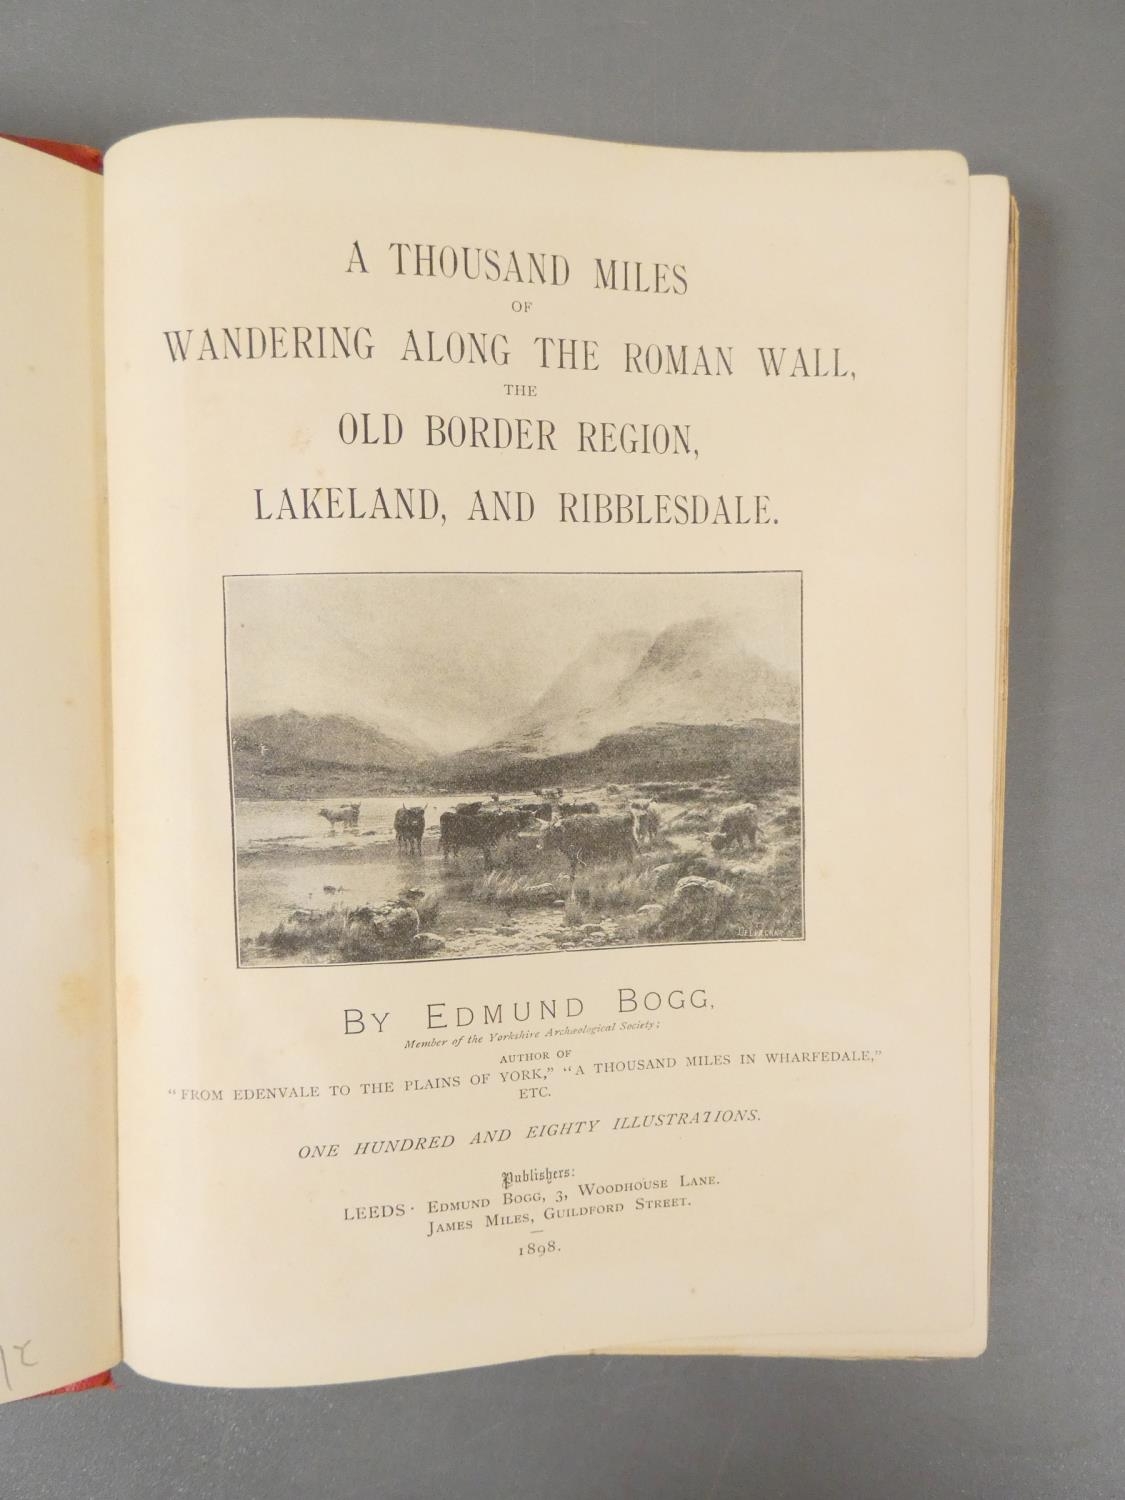 A THOUSAND MILES
OF
WANDERING ALONG THE ROMAN WALL,
THE
OLD BORDER REGION,
LAKELAND, AND RIBBLESDALE.
BY EDMUND BOGG,
Member of the Yorkshire Archæological Society;
AUTHOR OF
"FROM EDENVALE TO THE PLAINS OF YORK," "A THOUSAND MILES IN WHARFEDALE,"
ETC.
ONE HUNDRED AND EIGHTY ILLUSTRATIONS.
Publishers:
LEEDS · EDMUND BOGG, 3, WOODHOUSE LANE.
JAMES MILES, GUILDFORD STREET.
1898.